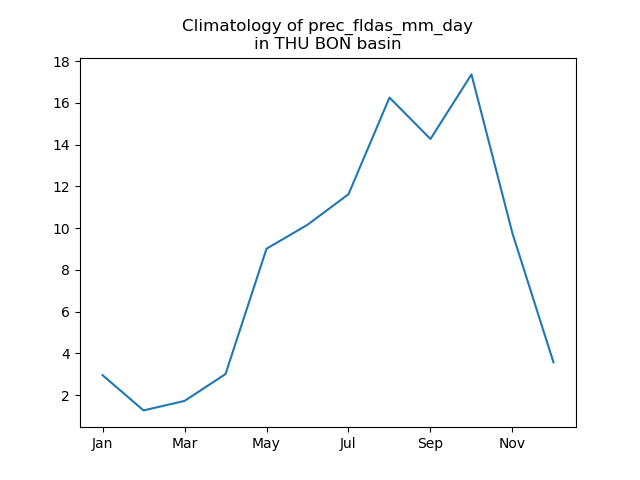 Climatology of prec_fldas_mm_day
in THU BON basin
18
16
14
12
10
8
6
4
2
Jan
Mar
May
Jul
Sep
Nov